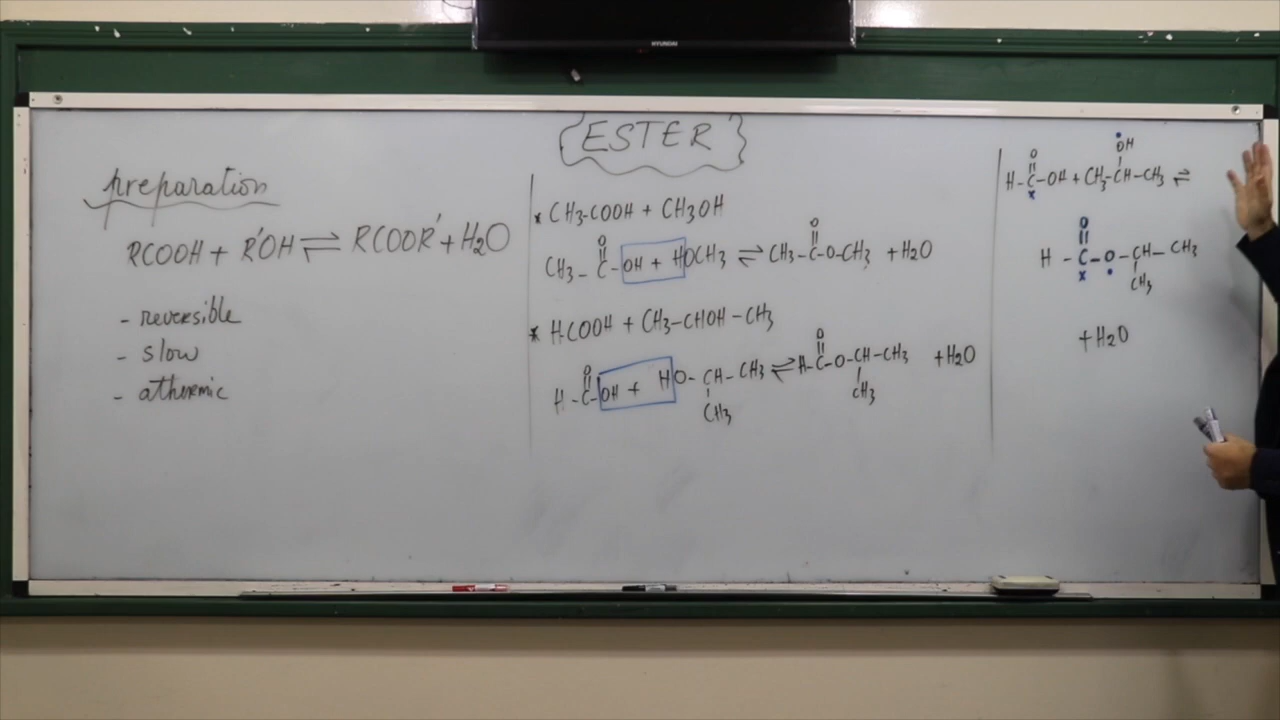 HYUNDAI
ESTER
preparation
RCOOH + R'OH ⇌ RCOOR' + H2O
- reversible
- slow
- athermic
* CH3-COOH + CH3OH
O
CH3 - C - OH + HOCH3 ⇌ CH3-C-O-CH3 + H2O
O
* H-COOH + CH3-CHOH-CH3
O
H - C - OH + HO - CH - CH3 ⇌ H-C-O-CH-CH3 + H2O
O
CH3
CH3
OH
O
H-C-OH + CH3-CH-CH3 ⇌
x
O
H - C - O - CH - CH3
x
CH3
+ H2O